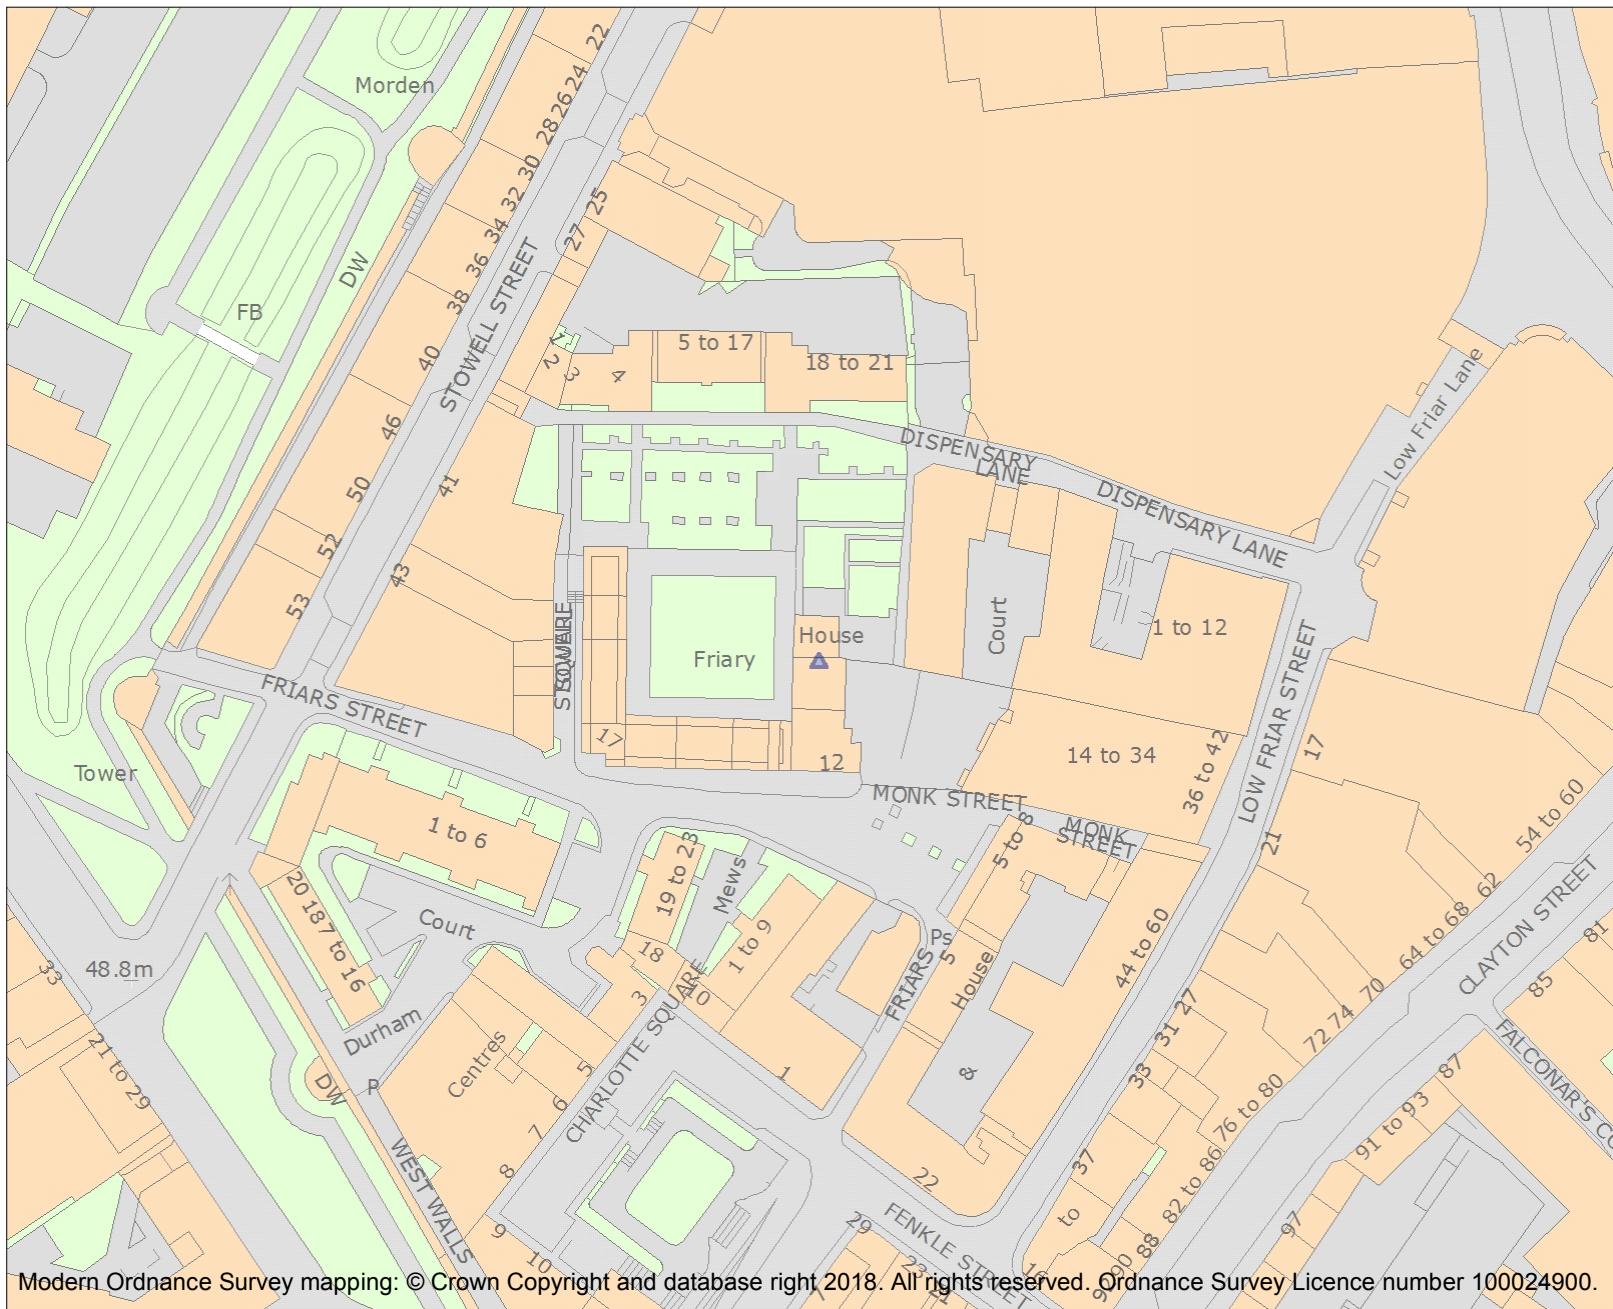 22
24
26
28
30
32
34
36
38
40
46
50
52
53
Morden
DW
FB
STOWELL STREET
25
27
1
2
3
4
5 to 17
18 to 21
41
43
DISPENSARY
LANE
DISPENSARY LANE
Low Friar Lane
House
Friary
Court
1 to 12
SQUARE
17
12
14 to 34
36 to 42
LOW FRIAR STREET
17
21
FRIARS STREET
Tower
1 to 6
MONK STREET
MONK
STREET
5 to 8
54 to 60
62
64 to 68
70
72 74
76 to 80
82 to 86
88
90
92
CLAYTON STREET
81
85
87
91 to 93
97
FALCONAR'S CO
19 to 23
Mews
18
1 to 9
10
3
Ps
5
FRIARS
House
&
44 to 60
27
31
33
37
to
20 18
7 to 16
Court
48.8m
33
21 to 29
Durham
DW
P
Centres
WEST WALLS
CHARLOTTE SQUARE
5
6
7
8
9
10
1
22
29
FENKLE STREET
23
21
16
7
Modern Ordnance Survey mapping: © Crown Copyright and database right 2018. All rights reserved. Ordnance Survey Licence number 100024900.